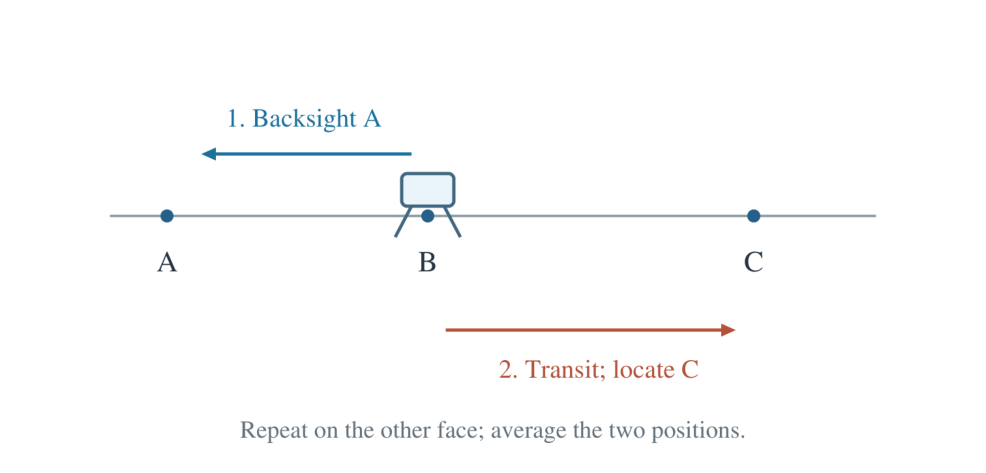 1. Backsight A
A
B
C
2. Transit; locate C
Repeat on the other face; average the two positions.